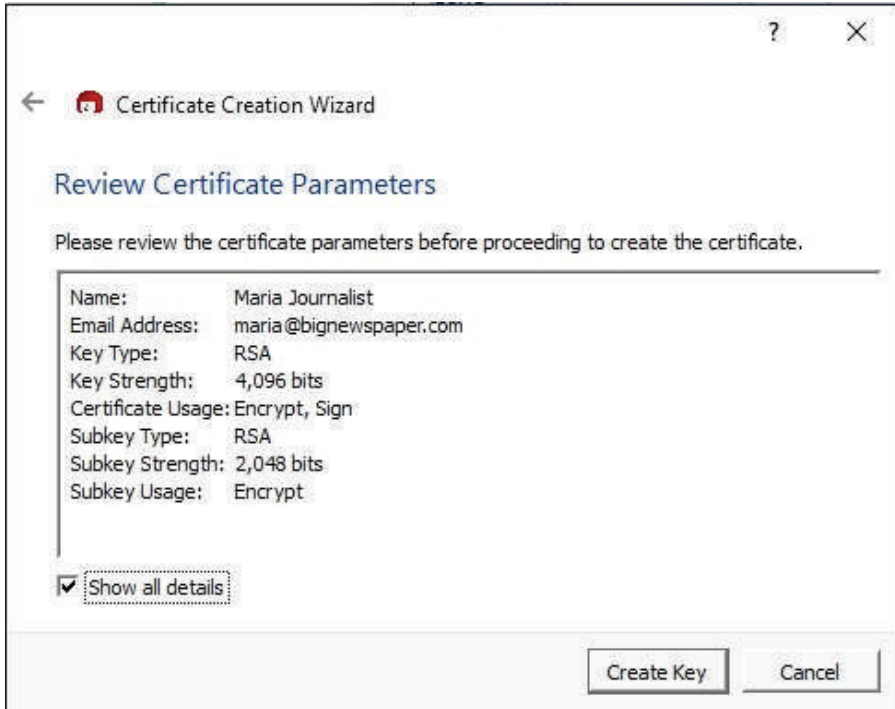 ?
Certificate Creation Wizard
Review Certificate Parameters
Please review the certificate parameters before proceeding to create the certificate.
Name: Maria Journalist
Email Address: maria@bignewspaper.com
Key Type: RSA
Key Strength: 4,096 bits
Certificate Usage: Encrypt, Sign
Subkey Type: RSA
Subkey Strength: 2,048 bits
Subkey Usage: Encrypt
Show all details
Create Key Cancel